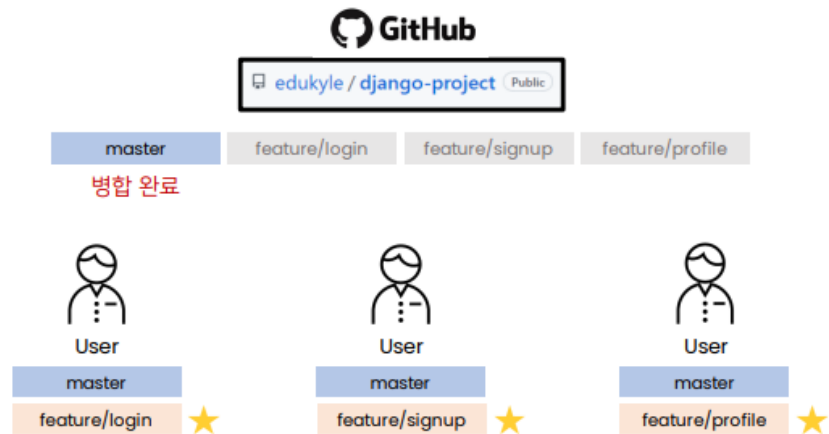 GitHub
edukyle / django-project Public
master feature/login feature/signup feature/profile
병합 완료
User User User
master master master
feature/login feature/signup feature/profile